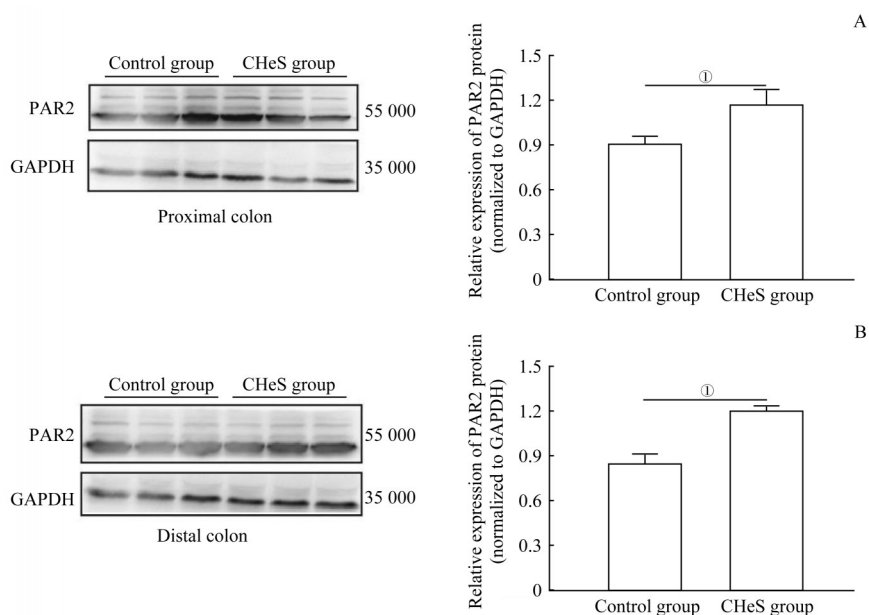 A
Control group CHeS group
PAR2
55 000
GAPDH
35 000
Proximal colon
Relative expression of PAR2 protein
(normalized to GAPDH)
1.5
1.2
0.9
0.6
0.3
0
①
Control group CHeS group
B
Control group CHeS group
PAR2
55 000
GAPDH
35 000
Distal colon
Relative expression of PAR2 protein
(normalized to GAPDH)
1.5
1.2
0.9
0.6
0.3
0
①
Control group CHeS group